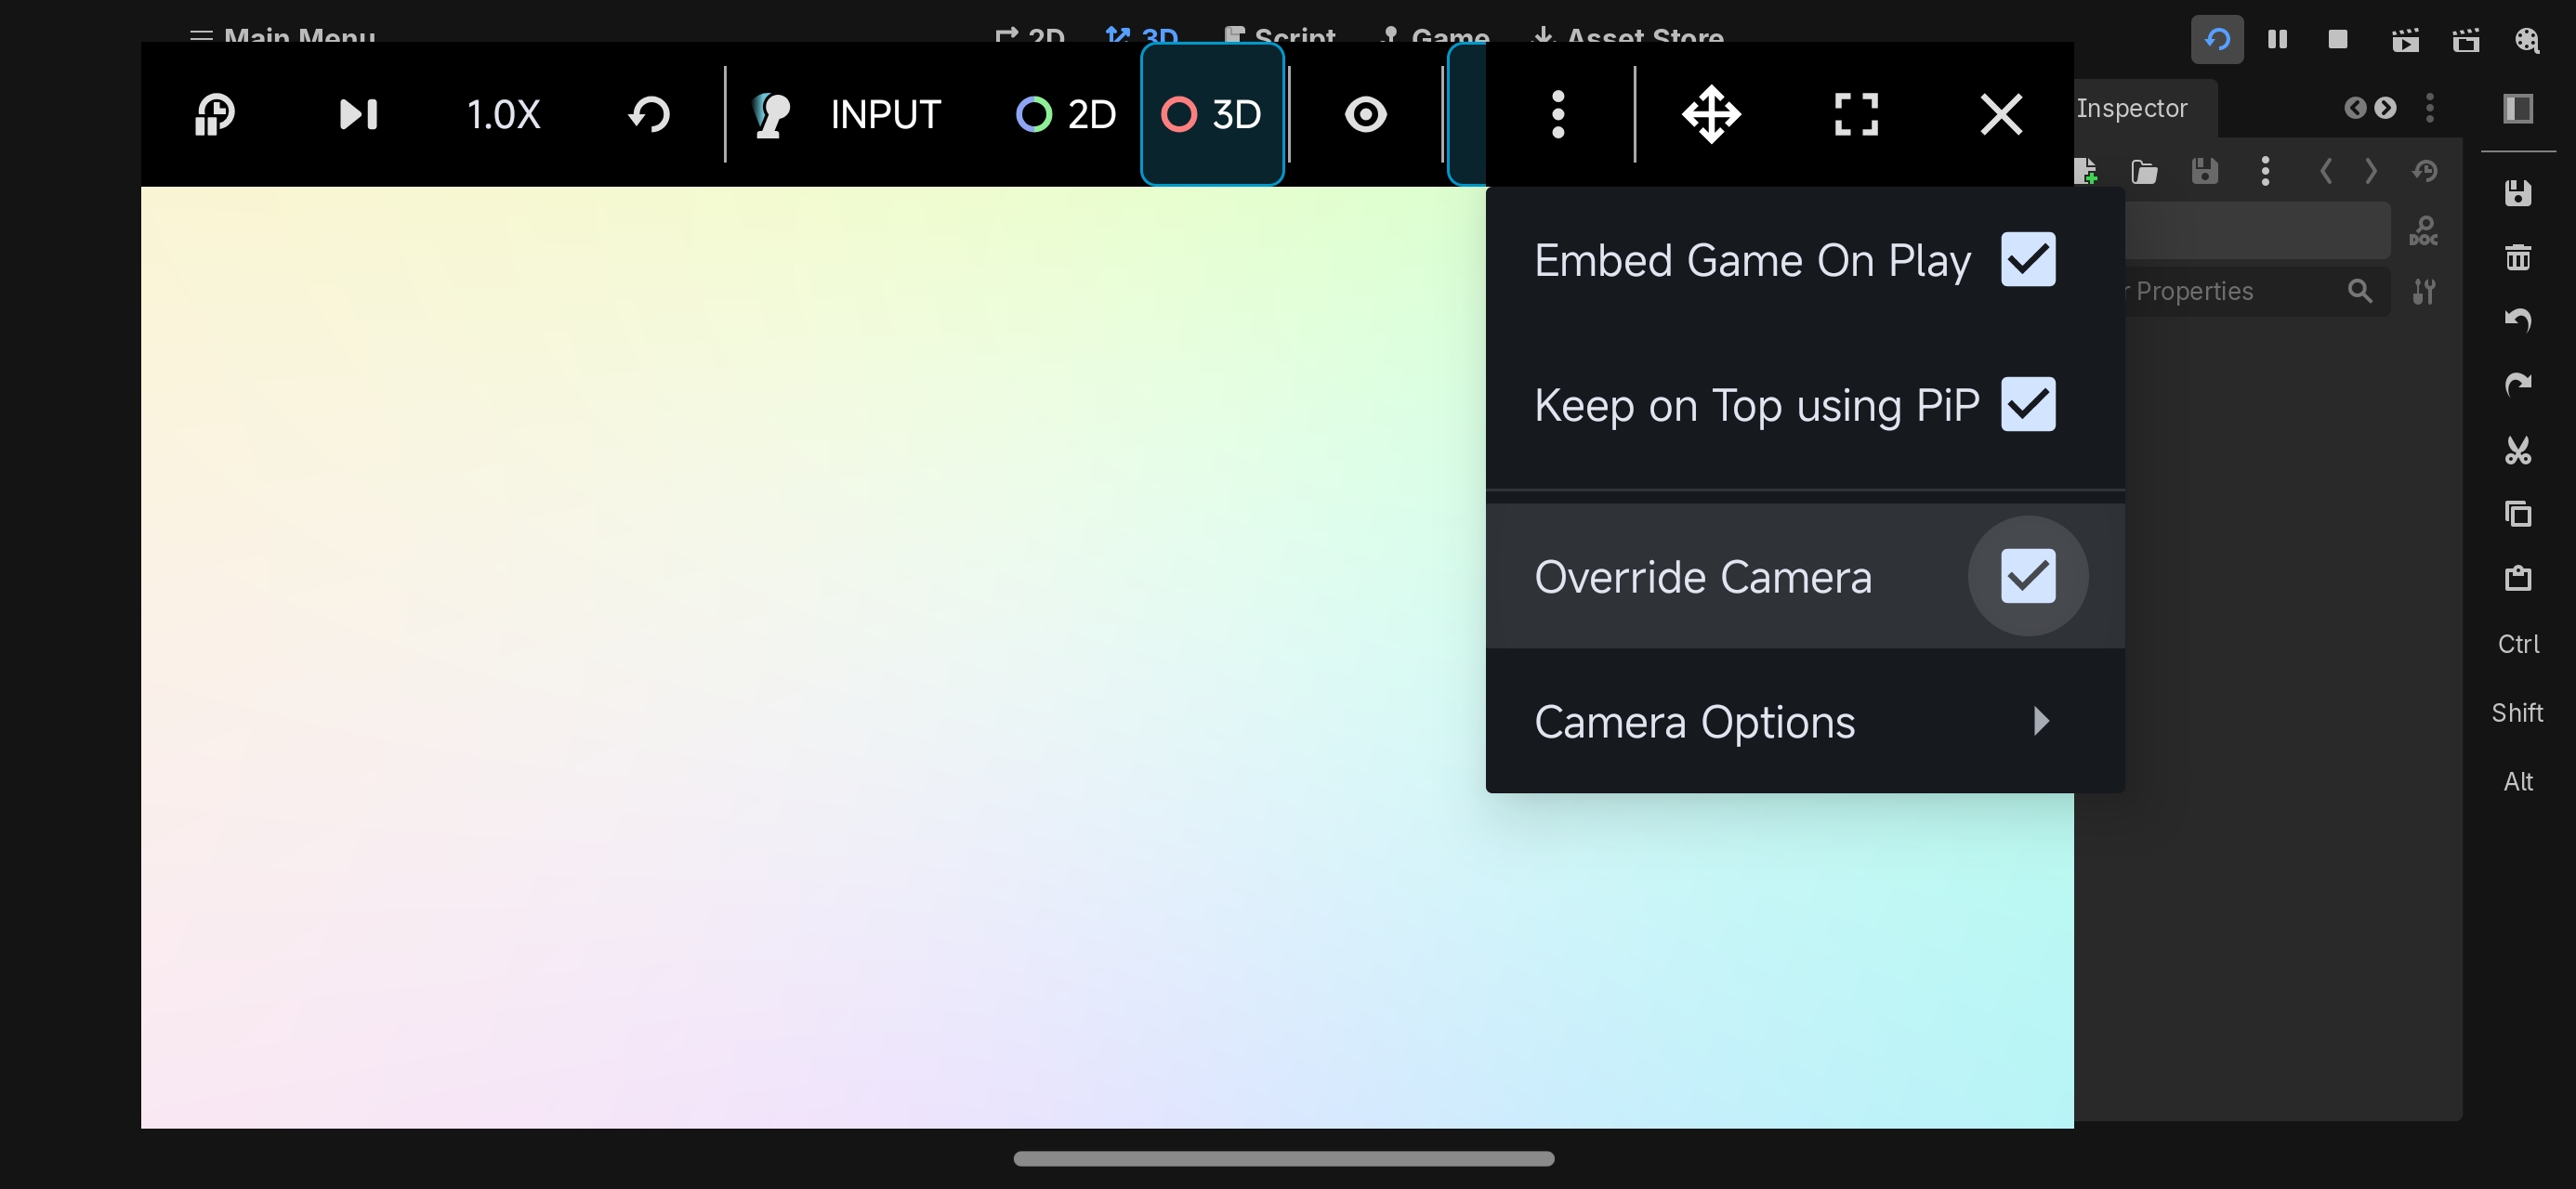 Main Menu
2D
3D
Script
Game
Asset Store
1.0X
INPUT
2D
3D
Inspector
Embed Game On Play
Keep on Top using PiP
Override Camera
Camera Options
DOC
Properties
Ctrl
Shift
Alt